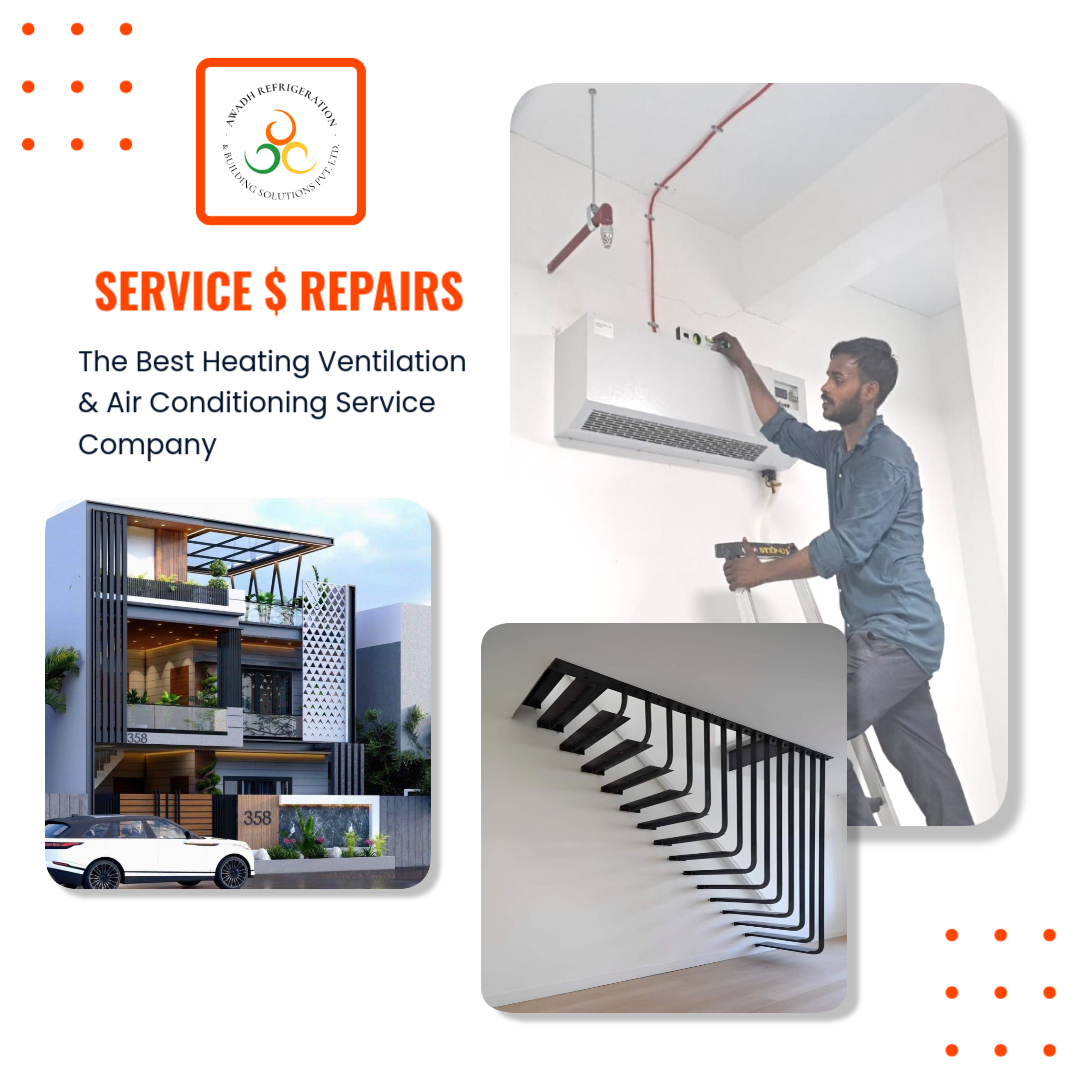 AWADH REFRIGERATION
& BUILDING SOLUTIONS PVT. LTD.
SERVICE $ REPAIRS
The Best Heating Ventilation
& Air Conditioning Service
Company
358
358